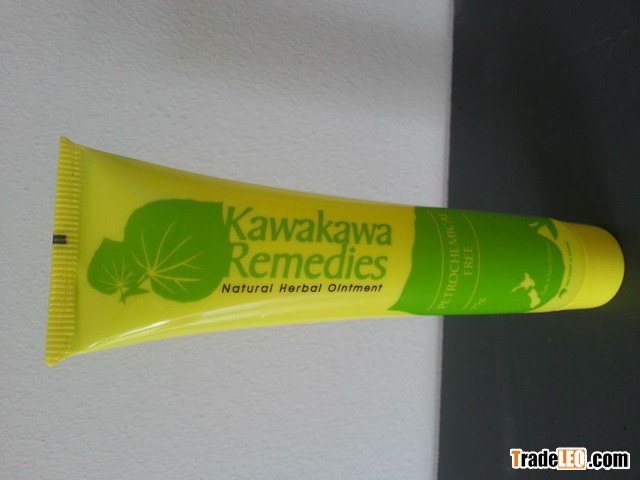 Kawakawa
Remedies
Natural Herbal Ointment
PETROCHEMICAL
FREE
TradeLEO.com